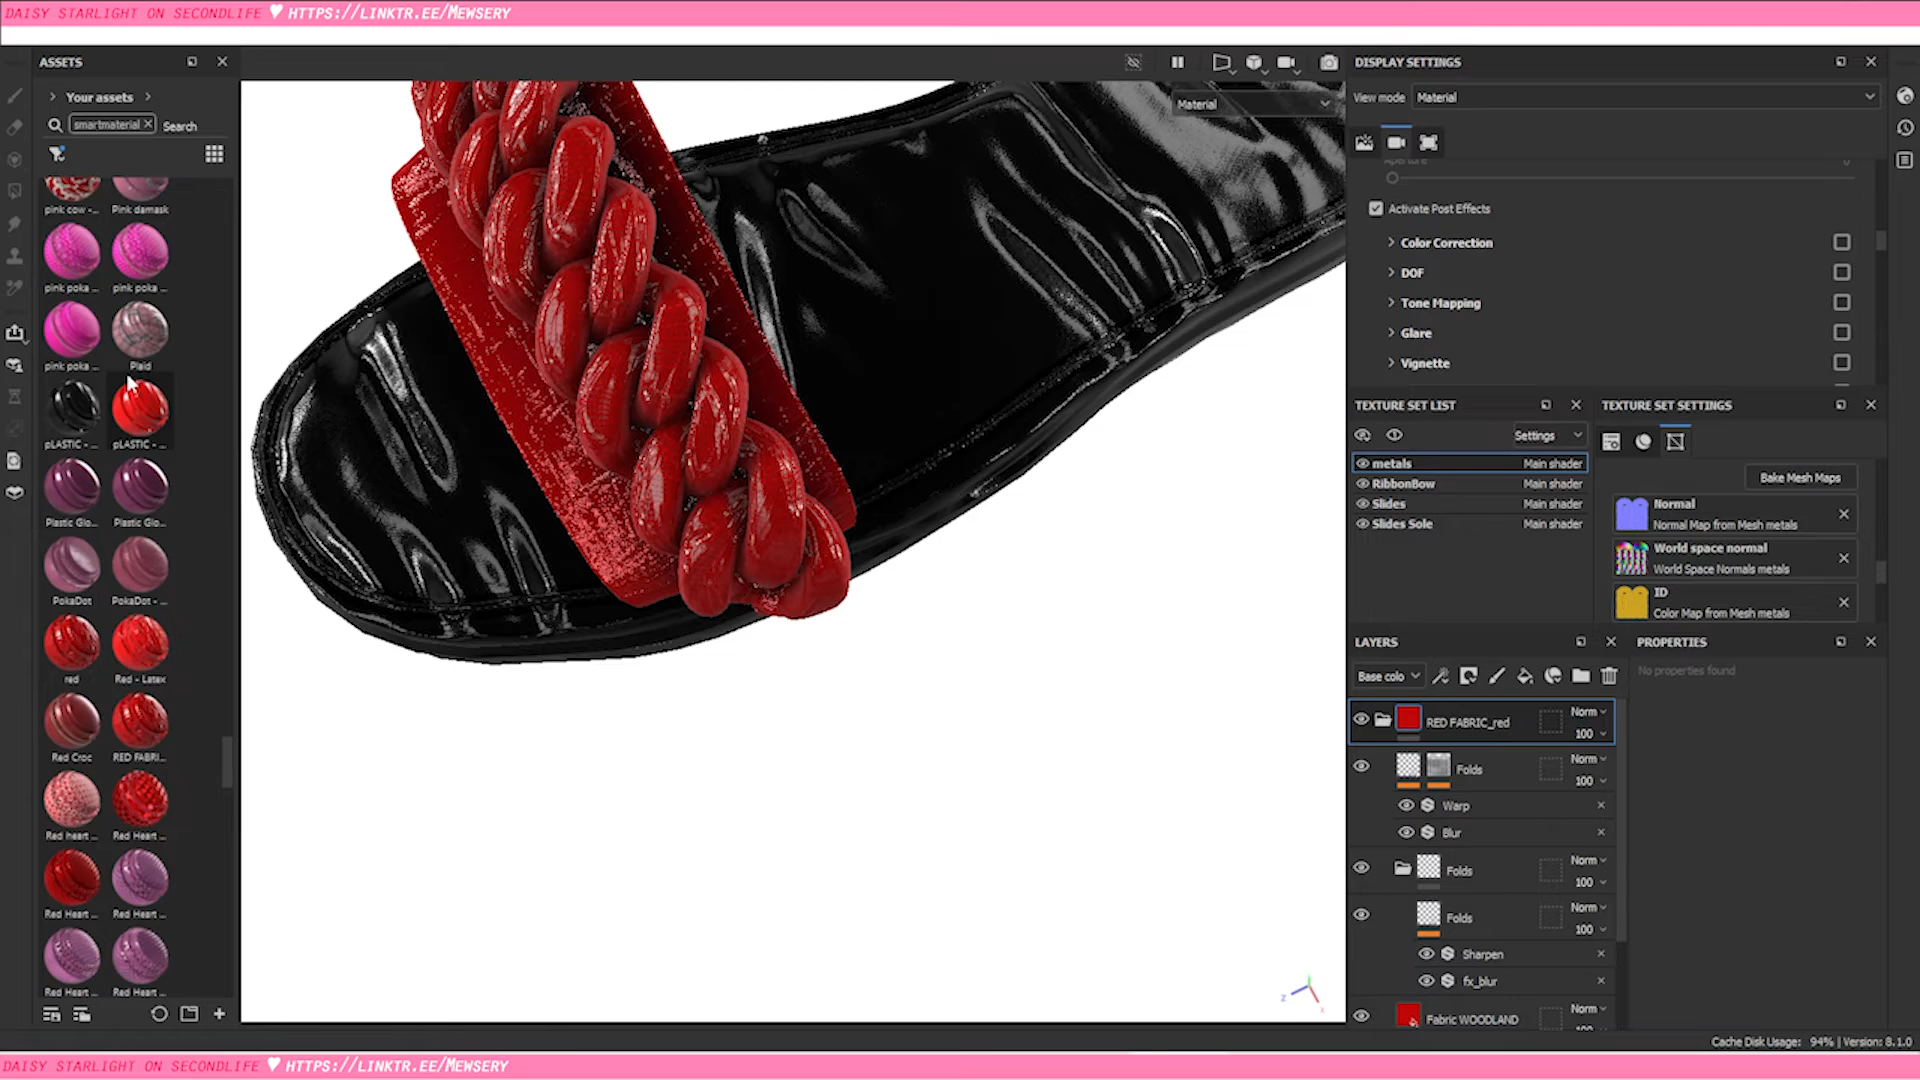 DAISY STARLIGHT ON SECONDLIFE ♥ HTTPS://LINKTR.EE/MEWSERY
ASSETS
Your assets
smartmaterial
Search
pink cow -...
Pink damask
pink poka ...
pink poka ...
pink poka ...
Plaid
pLASTIC - ...
pLASTIC - ...
Plastic Glo...
Plastic Glo...
PokaDot
PokaDot - ...
red
Red - Latex
Red Croc
RED FABRI...
Red heart ...
Red Heart ...
Red Heart ...
Red Heart ...
Red Heart ...
Red Heart ...
Material
Z
X
DISPLAY SETTINGS
View mode
Material
Aperture
0
Activate Post Effects
Color Correction
DOF
Tone Mapping
Glare
Vignette
TEXTURE SET LIST
Settings
metals
Main shader
RibbonBow
Main shader
Slides
Main shader
Slides Sole
Main shader
TEXTURE SET SETTINGS
Bake Mesh Maps
Normal
Normal Map from Mesh metals
World space normal
World Space Normals metals
ID
Color Map from Mesh metals
LAYERS
Base colo
RED FABRIC_red
Norm
100
Folds
Norm
100
Warp
Blur
Folds
Norm
100
Folds
Norm
100
Sharpen
fx_blur
Fabric WOODLAND
Norm
100
PROPERTIES
No properties found
Cache Disk Usage: 94% | Version: 8.1.0
DAISY STARLIGHT ON SECONDLIFE ♥ HTTPS://LINKTR.EE/MEWSERY